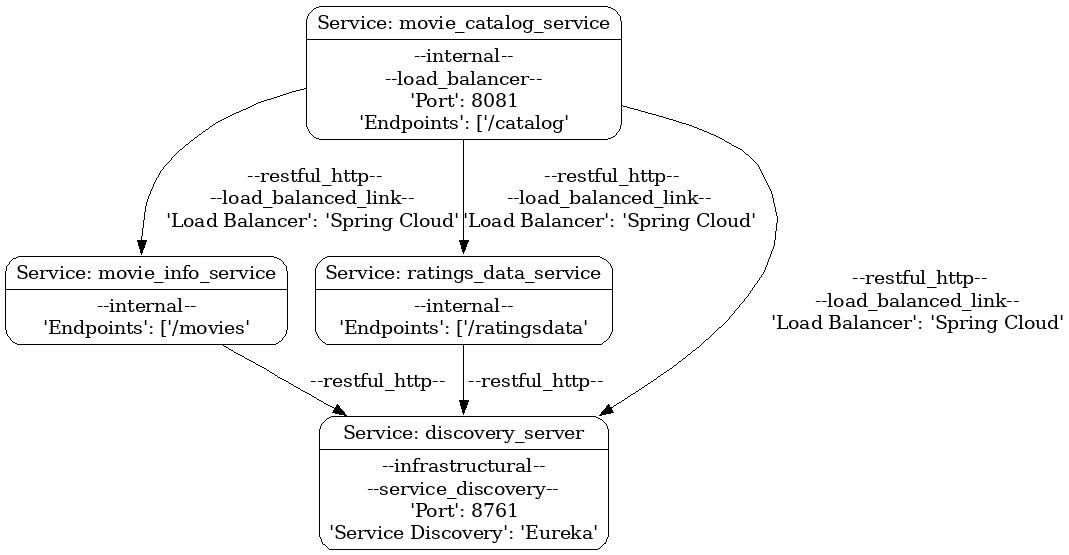 Service: movie_catalog_service
--internal--
--load_balancer--
'Port': 8081
'Endpoints': ['/catalog'
--restful_http--
--load_balanced_link--
'Load Balancer': 'Spring Cloud'
--restful_http--
--load_balanced_link--
'Load Balancer': 'Spring Cloud'
--restful_http--
--load_balanced_link--
'Load Balancer': 'Spring Cloud'
Service: movie_info_service
--internal--
'Endpoints': ['/movies'
Service: ratings_data_service
--internal--
'Endpoints': ['/ratingsdata'
--restful_http--
--restful_http--
Service: discovery_server
--infrastructural--
--service_discovery--
'Port': 8761
'Service Discovery': 'Eureka'